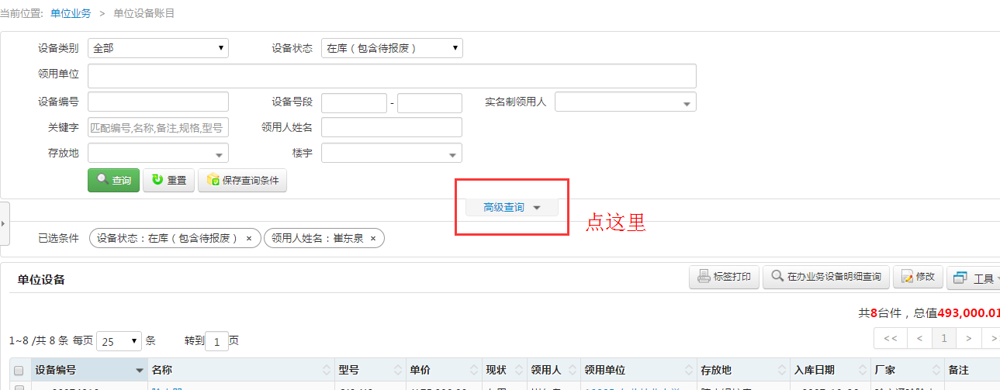 当前位置: 单位业务 > 单位设备账目
设备类别 全部 设备状态 在库（包含待报废）
领用单位
设备编号 设备号段 - 实名制领用人
关键字 匹配编号,名称,备注,规格,型号 领用人姓名
存放地 楼宇
查询 重置 保存查询条件
高级查询
点这里
已选条件 设备状态：在库（包含待报废） × 领用人姓名：崔东泉 ×
单位设备 标签打印 在办业务设备明细查询 修改 工具
共8台件，总值493,000.01
1~8 /共 8 条 每页 25 条 转到 1 页 << < 1 > >
设备编号 名称 型号 单价 现状 领用人 领用单位 存放地 入库日期 厂家 备注